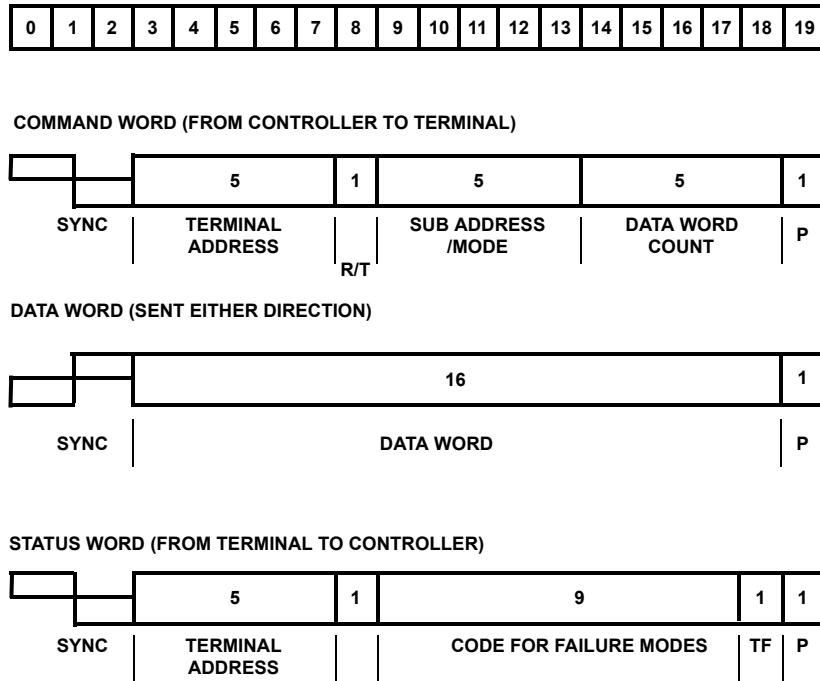 0 1 2 3 4 5 6 7 8 9 10 11 12 13 14 15 16 17 18 19
COMMAND WORD (FROM CONTROLLER TO TERMINAL)
5 1 5 5 1
SYNC TERMINAL ADDRESS R/T SUB ADDRESS /MODE DATA WORD COUNT P
DATA WORD (SENT EITHER DIRECTION)
16 1
SYNC DATA WORD P
STATUS WORD (FROM TERMINAL TO CONTROLLER)
5 1 9 1 1
SYNC TERMINAL ADDRESS CODE FOR FAILURE MODES TF P